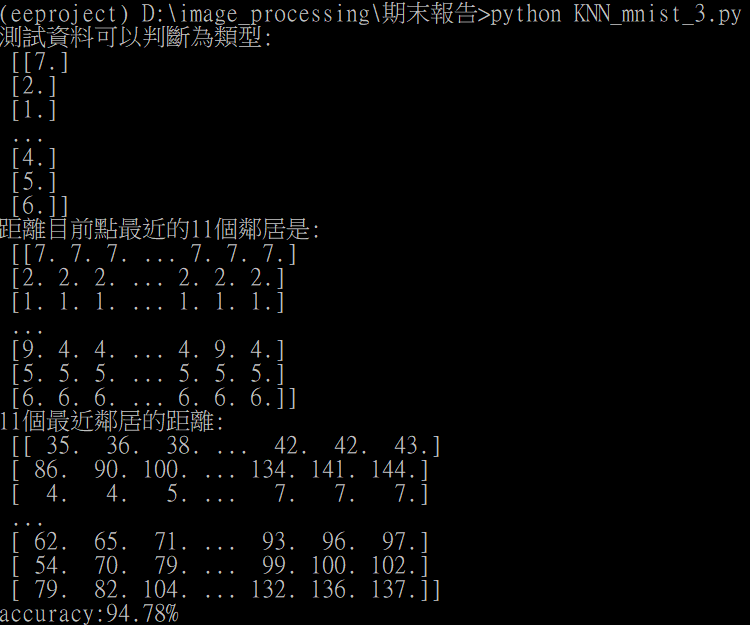 (eeproject) D:\image_processing\期末報告>python KNN_mnist_3.py
測試資料可以判斷為類型:
[[7.]
[2.]
[1.]
...
[4.]
[5.]
[6.]]
距離目前點最近的11個鄰居是:
[[7. 7. 7. ... 7. 7. 7.]
[2. 2. 2. ... 2. 2. 2.]
[1. 1. 1. ... 1. 1. 1.]
...
[9. 4. 4. ... 4. 9. 4.]
[5. 5. 5. ... 5. 5. 5.]
[6. 6. 6. ... 6. 6. 6.]]
11個最近鄰居的距離:
[[ 35. 36. 38. ... 42. 42. 43.]
[ 86. 90. 100. ... 134. 141. 144.]
[ 4. 4. 5. ... 7. 7. 7.]
...
[ 62. 65. 71. ... 93. 96. 97.]
[ 54. 70. 79. ... 99. 100. 102.]
[ 79. 82. 104. ... 132. 136. 137.]]
accuracy:94.78%